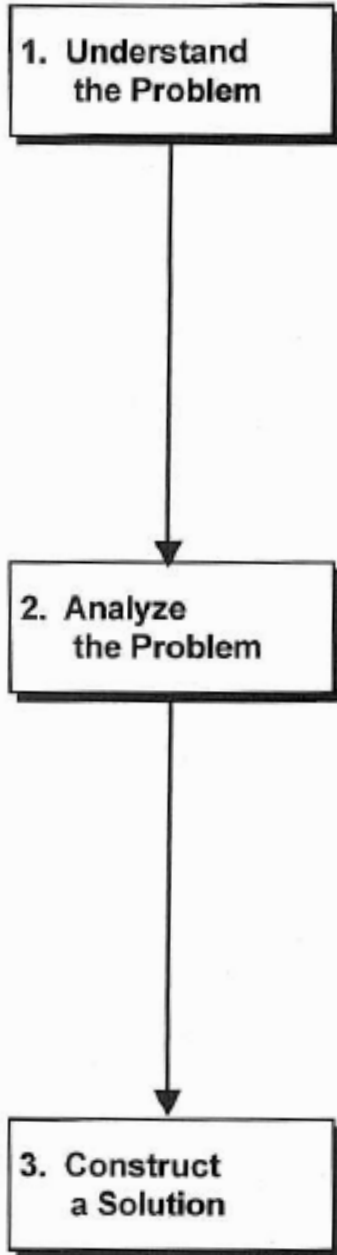 1. Understand
the Problem
2. Analyze
the Problem
3. Construct
a Solution